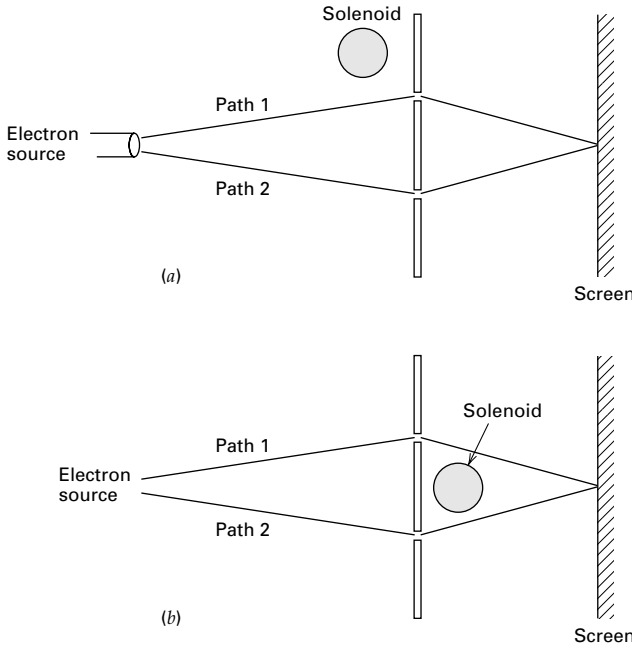 Solenoid
Path 1
Electron
source
Path 2
(a)
Screen
Solenoid
Path 1
Electron
source
Path 2
(b)
Screen